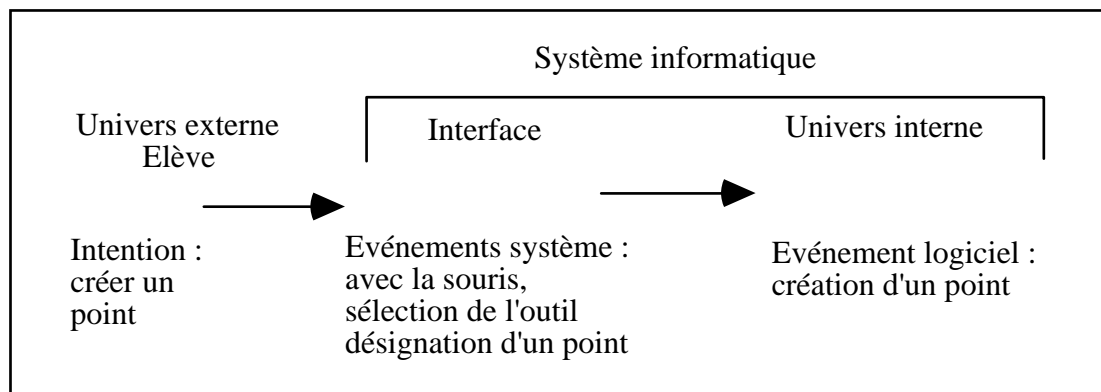 Système informatique
Univers externe
Elève
Interface
Univers interne
Intention :
créer un
point
Evénements système :
avec la souris,
sélection de l'outil
désignation d'un point
Evénement logiciel :
création d'un point